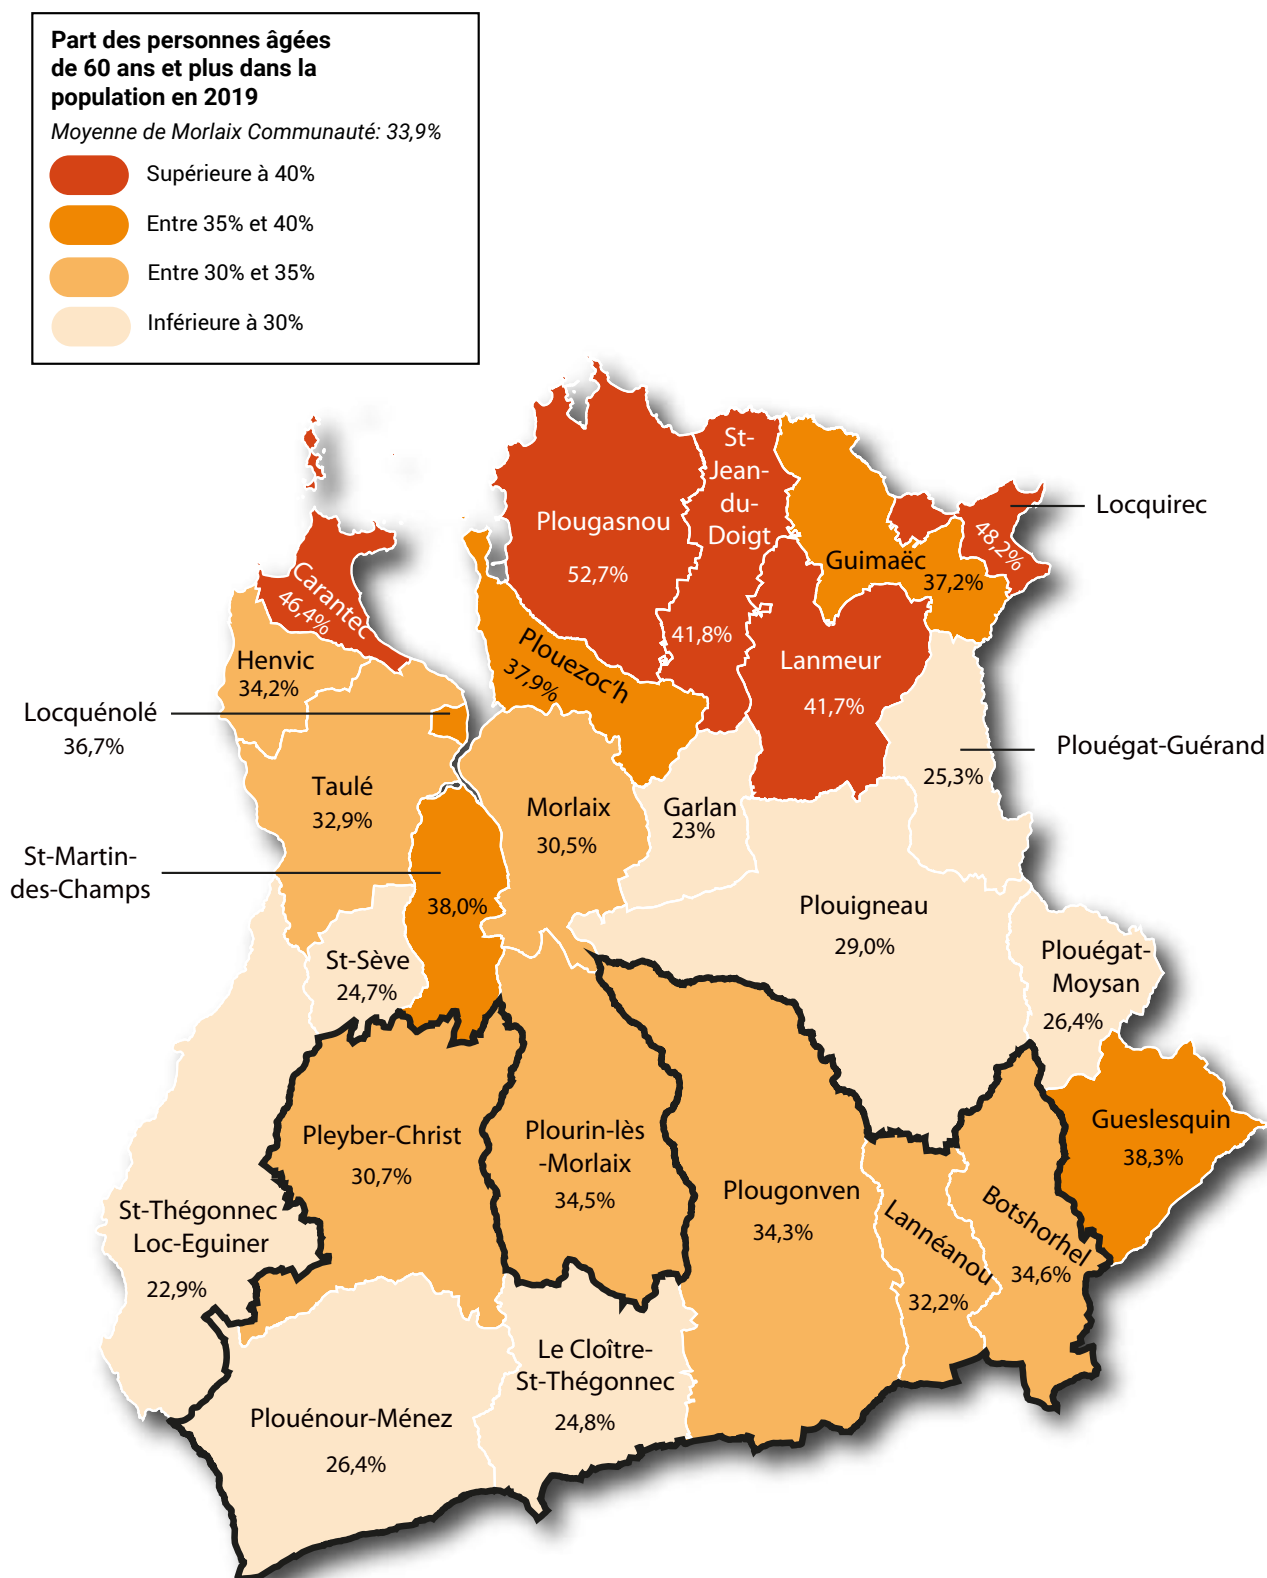 Part des personnes âgées
de 60 ans et plus dans la
population en 2019
Moyenne de Morlaix Communauté: 33,9%
Supérieure à 40%
Entre 35% et 40%
Entre 30% et 35%
Inférieure à 30%
St-
Jean-
du-
Doigt
41,8%
Plougasnou
52,7%
Locquirec
48,2%
Guimaëc
37,2%
Carantec
46,4%
Henvic
34,2%
Plouezoc'h
37,9%
Lanmeur
41,7%
Locquénolé
36,7%
Plouégat-Guérand
25,3%
Taulé
32,9%
Morlaix
30,5%
Garlan
23%
St-Martin-
des-Champs
38,0%
Plouigneau
29,0%
St-Sève
24,7%
Plouégat-
Moysan
26,4%
Gueslesquin
38,3%
Pleyber-Christ
30,7%
Plourin-lès
-Morlaix
34,5%
Plougonven
34,3%
Lannéanou
32,2%
Botshorhel
34,6%
St-Thégonnec
Loc-Eguiner
22,9%
Le Cloître-
St-Thégonnec
24,8%
Plouénour-Ménez
26,4%